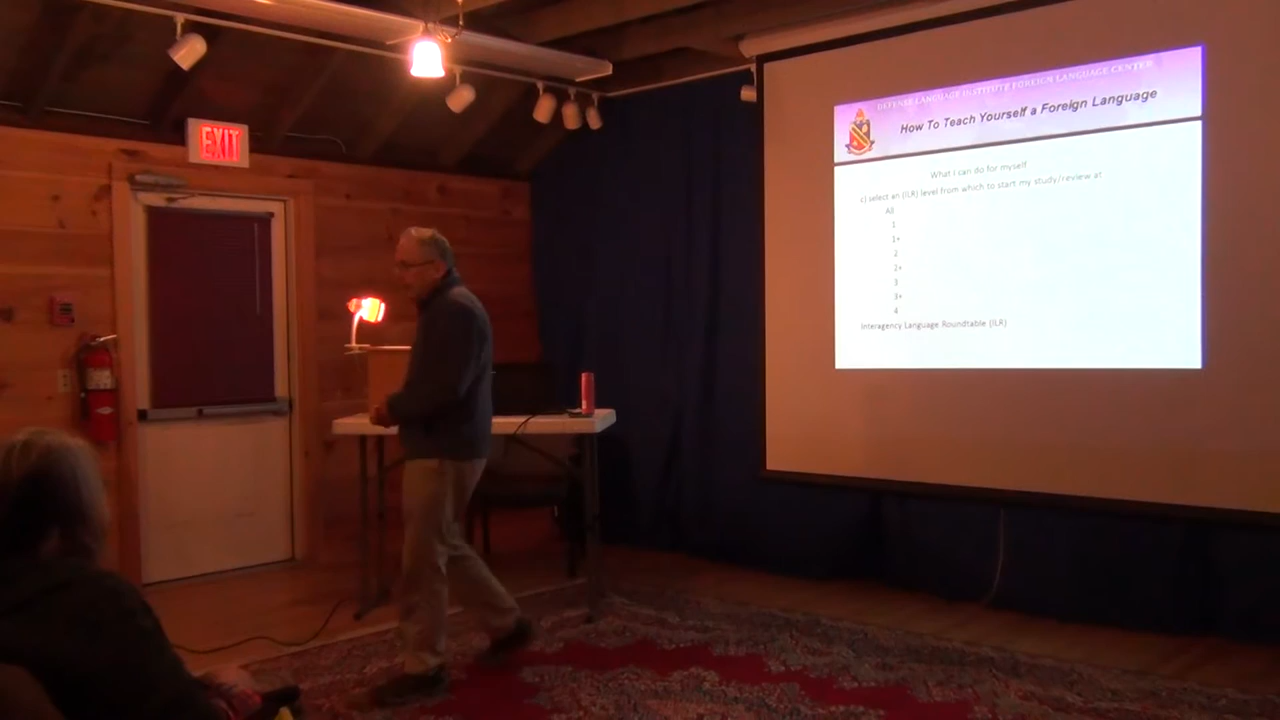 EXIT
DEFENSE LANGUAGE INSTITUTE FOREIGN LANGUAGE CENTER
How To Teach Yourself a Foreign Language
What I can do for myself
c) select an (ILR) level from which to start my study/review at
All
1
1+
2
2+
3
3+
4
Interagency Language Roundtable (ILR)